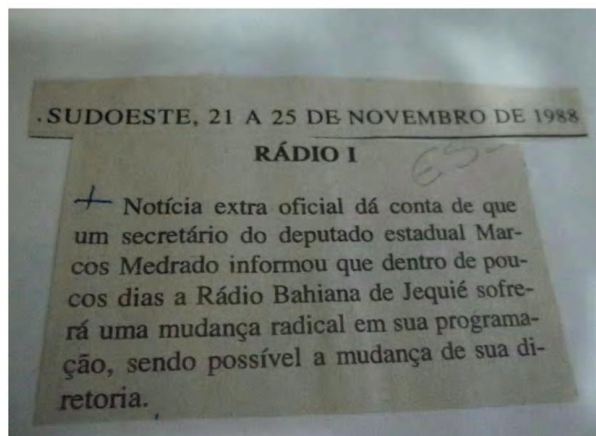 .SUDOESTE, 21 A 25 DE NOVEMBRO DE 1988
RÁDIO I
Notícia extra oficial dá conta de que
um secretário do deputado estadual Mar-
cos Medrado informou que dentro de pou-
cos dias a Rádio Bahiana de Jequié sofre-
rá uma mudança radical em sua programa-
ção, sendo possível a mudança de sua di-
retoria.